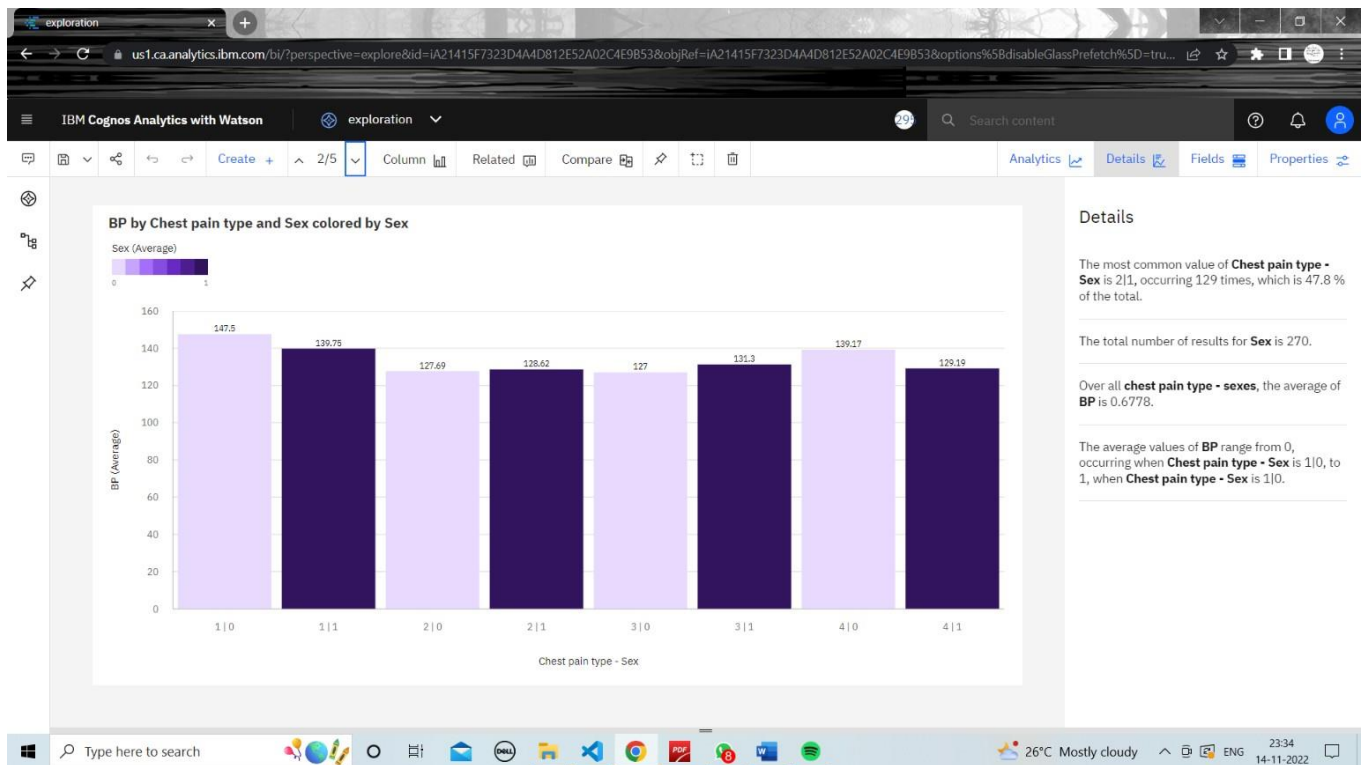 exploration
us1.ca.analytics.ibm.com/bi/?perspective=explore&id=iA21415F7323D4A4D812E52A02C4E9B53&objRef=iA21415F7323D4A4D812E52A02C4E9B53&options%5BdisableGlassPrefetch%5D=tru...
IBM Cognos Analytics with Watson
exploration
Search content
Create +
2/5
Column
Related
Compare
Analytics
Details
Fields
Properties
BP by Chest pain type and Sex colored by Sex
Sex (Average)
0 1
BP (Average)
160
140
120
100
80
60
40
20
0
147.5
139.75
127.69
128.62
127
131.3
139.17
129.19
1|0 1|1 2|0 2|1 3|0 3|1 4|0 4|1
Chest pain type - Sex
Details
The most common value of Chest pain type -
Sex is 2|1, occurring 129 times, which is 47.8 %
of the total.
The total number of results for Sex is 270.
Over all chest pain type - sexes, the average of
BP is 0.6778.
The average values of BP range from 0,
occurring when Chest pain type - Sex is 1|0, to
1, when Chest pain type - Sex is 1|0.
Type here to search
DELL
PDF
8
26°C Mostly cloudy
ENG
23:34
14-11-2022